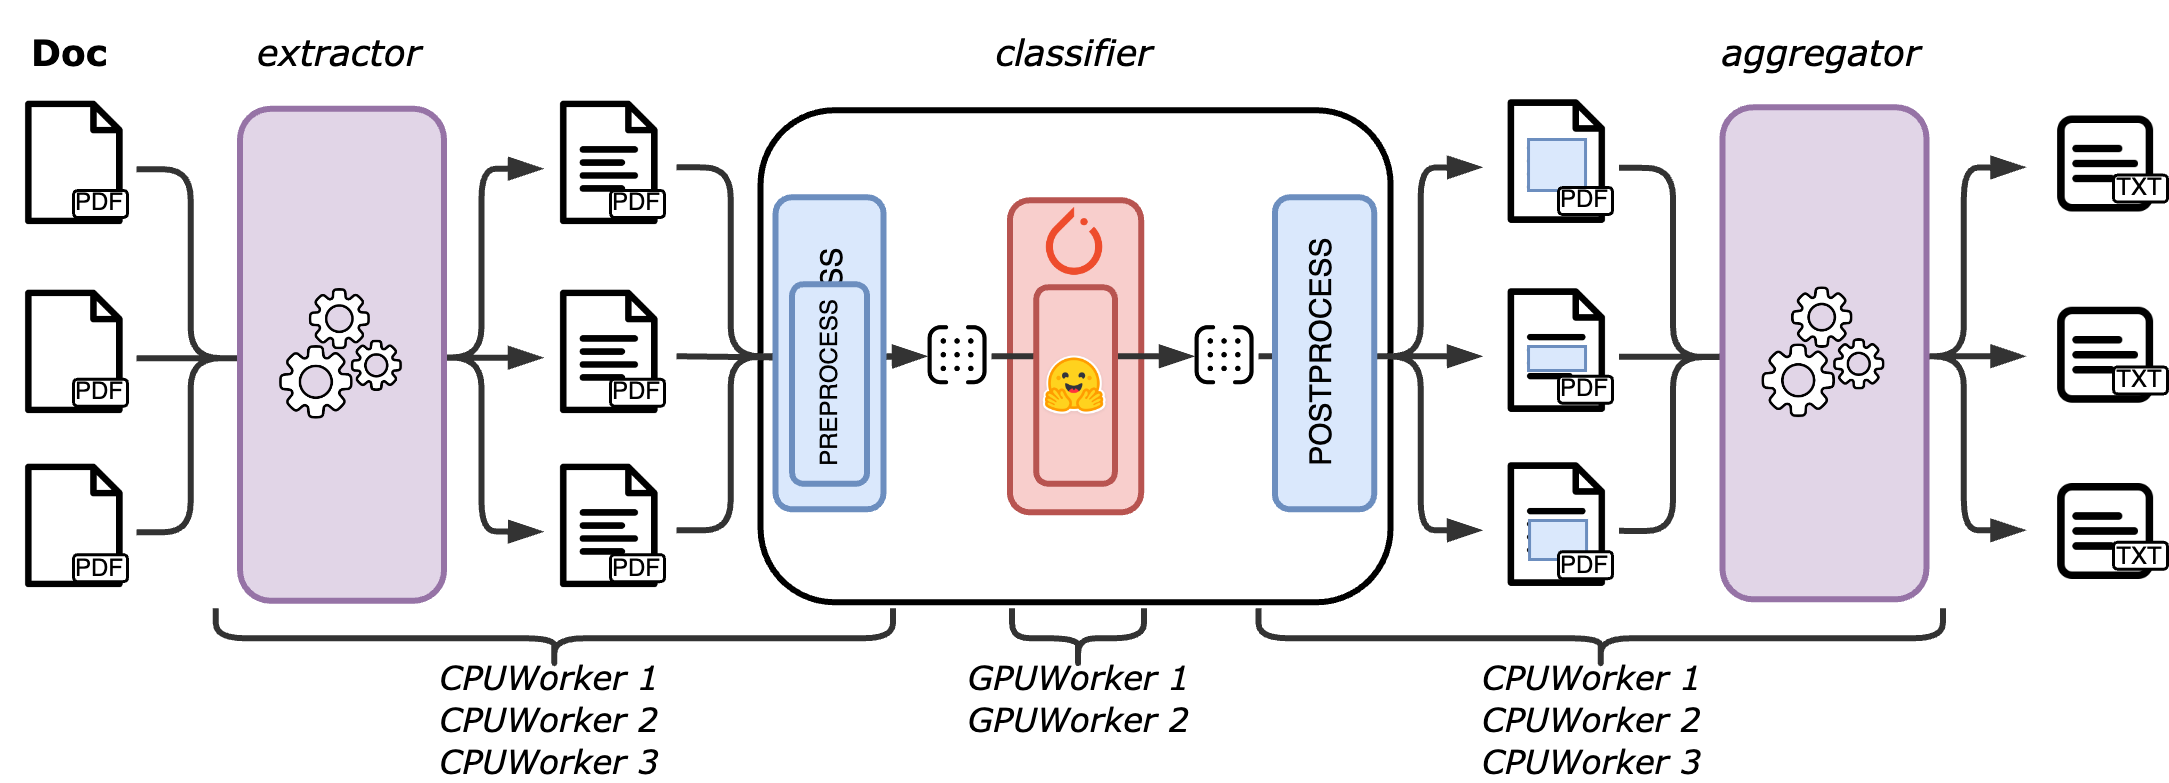 Doc
extractor
classifier
aggregator
PDF
PDF
PDF
PDF
PDF
PDF
SS
PREPROCESS
POSTPROCESS
PDF
PDF
PDF
TXT
TXT
TXT
CPUWorker 1
CPUWorker 2
CPUWorker 3
GPUWorker 1
GPUWorker 2
CPUWorker 1
CPUWorker 2
CPUWorker 3